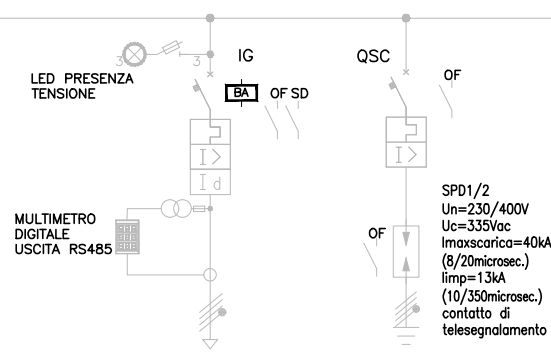 IG
QSC
3
3
LED PRESENZA
TENSIONE
BA
OF SD
OF
I>
I>
Id
SPD1/2
Un=230/400V
Uc=335Vac
Imaxscarica=40kA
(8/20microsec.)
Iimp=13kA
(10/350microsec.)
contatto di
telesegnalamento
MULTIMETRO
DIGITALE
USCITA RS485
OF